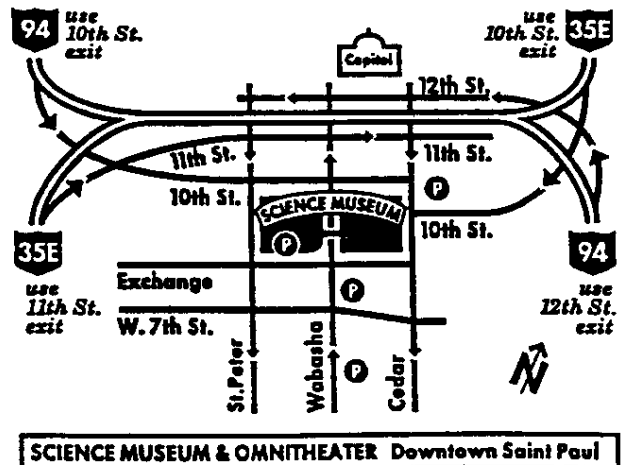 94
use
10th St.
exit
use
10th St.
exit
35E
Capitol
12th St.
11th St.
11th St.
10th St.
P
SCIENCE MUSEUM
10th St.
P
35E
use
11th St.
exit
94
use
12th St.
exit
Exchange
P
W. 7th St.
St. Peter
Wabasha
P
Cedar
N
SCIENCE MUSEUM & OMNITHEATER Downtown Saint Paul